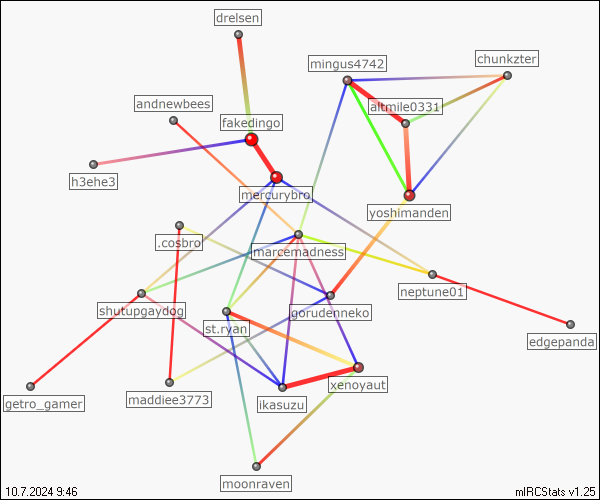 drelsen
mingus4742
chunkzter
andnewbees
altmile0331
fakedingo
h3ehe3
mercurybro
yoshimanden
.cosbro
marcemadness
neptune01
shutupgaydog
gorudenneko
st.ryan
edgepanda
xenoyaut
getro_gamer
maddiee3773
ikasuzu
moonraven
10.7.2024 9:46
mIRCStats v1.25